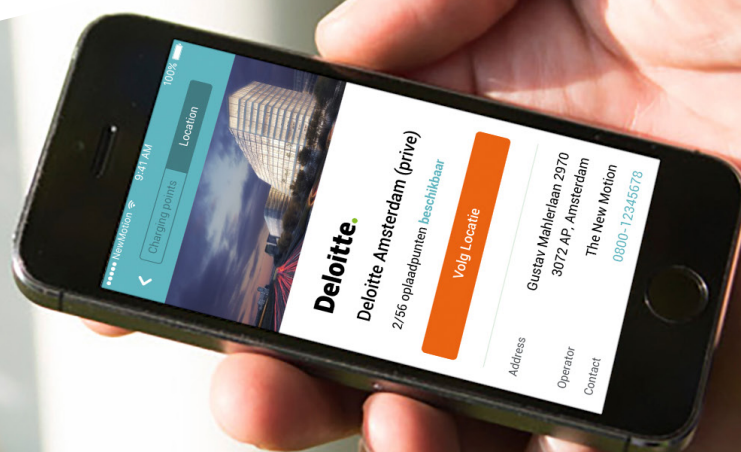 NewMotion 9:41 AM 100%
Charging points Location
Deloitte.
Deloitte Amsterdam (prive)
2/56 oplaadpunten beschikbaar
Volg Locatie
Address Gustav Mahlerlaan 2970
3072 AP, Amsterdam
Operator The New Motion
Contact 0800-12345678